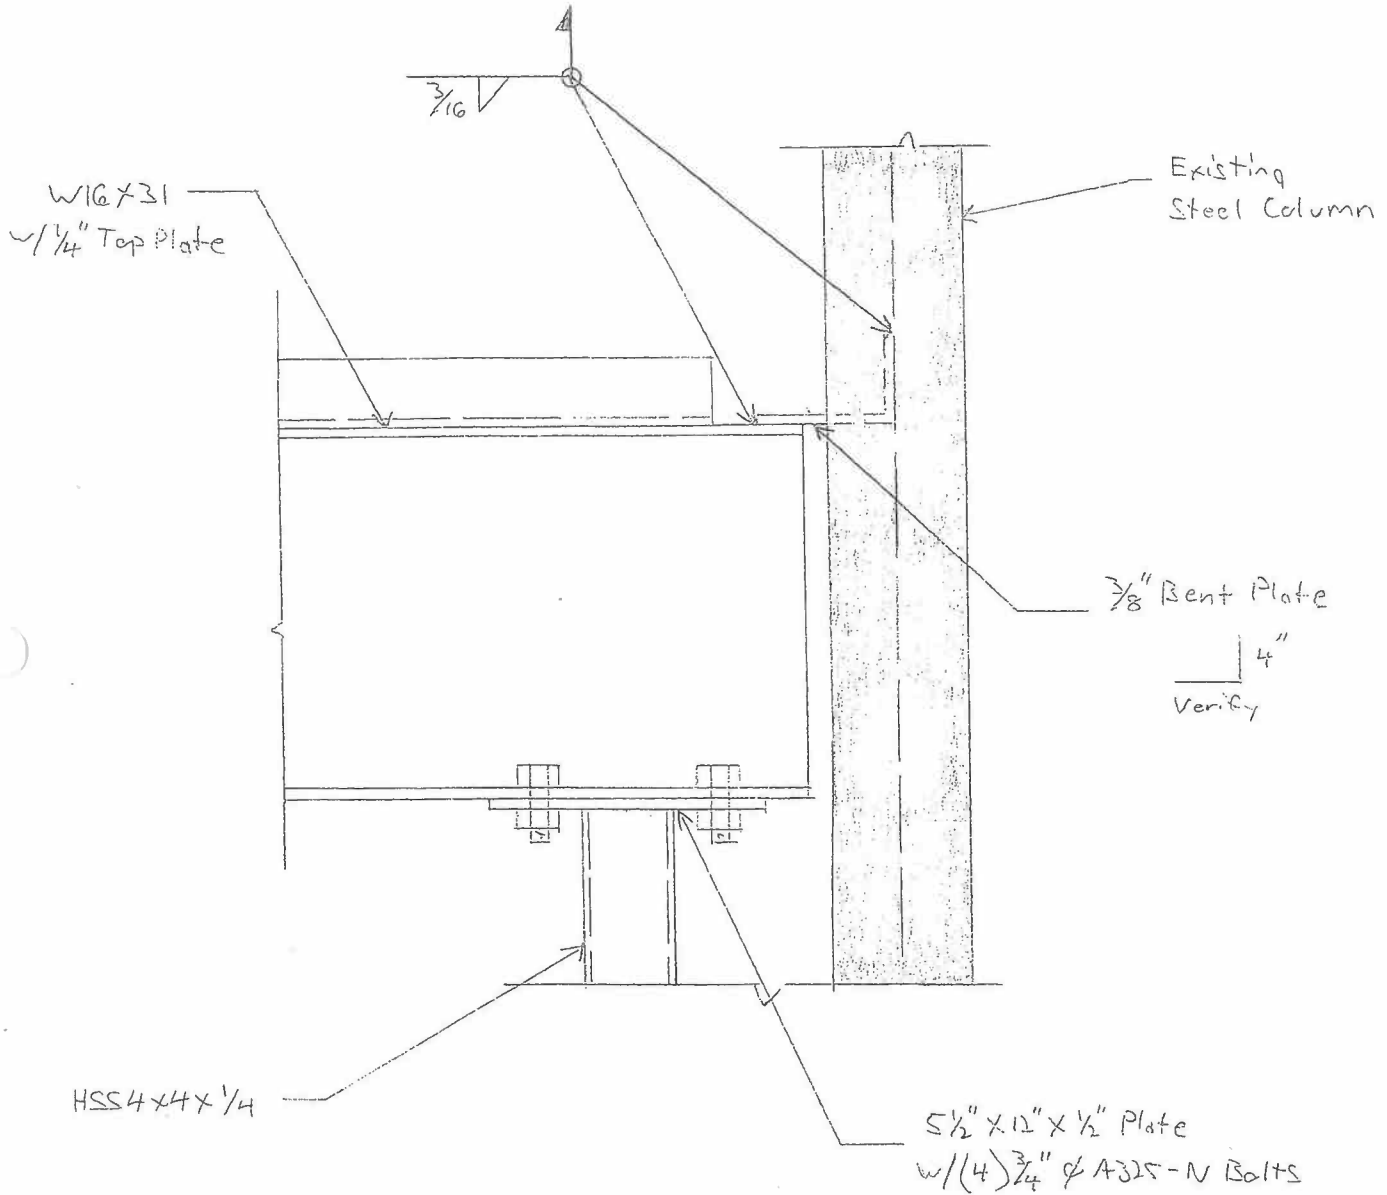 3/16
W16x31
w/ 1/4" Top Plate
Existing
Steel Column
3/8" Bent Plate
4"
Verify
HSS4x4x1/4
5 1/2" x 12" x 1/2" Plate
w/(4) 3/4" ø A325-N Bolts